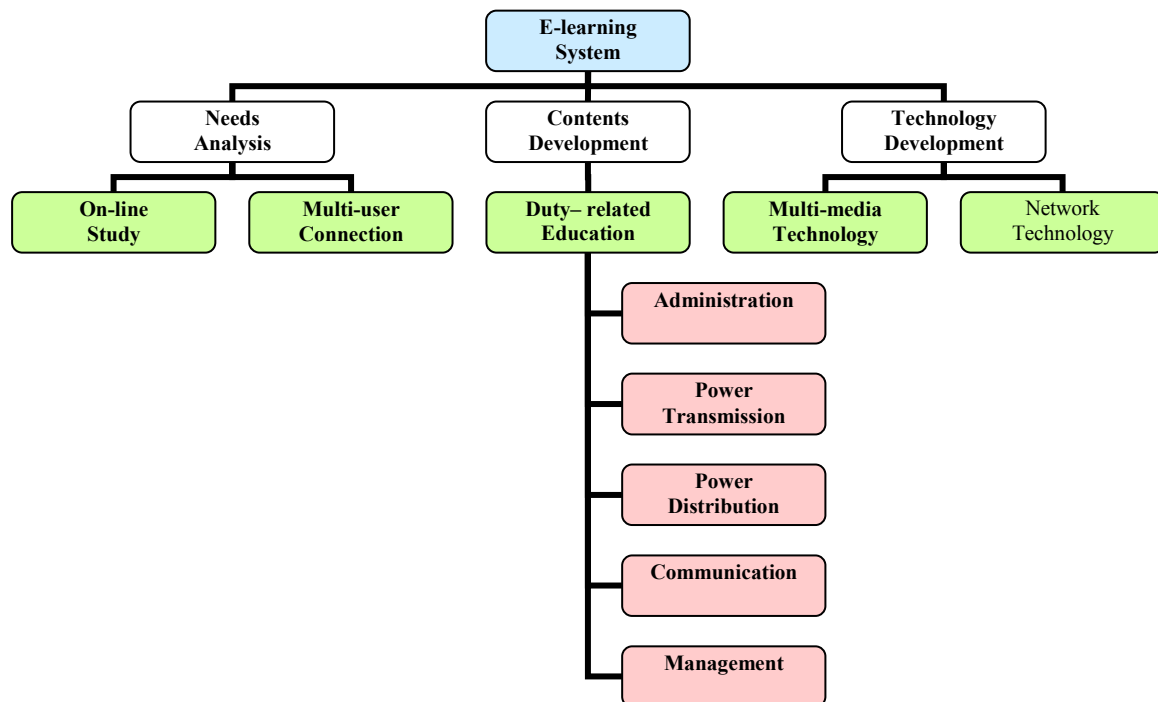 E-learning
System
Needs
Analysis
Contents
Development
Technology
Development
On-line
Study
Multi-user
Connection
Duty– related
Education
Multi-media
Technology
Network
Technology
Administration
Power
Transmission
Power
Distribution
Communication
Management